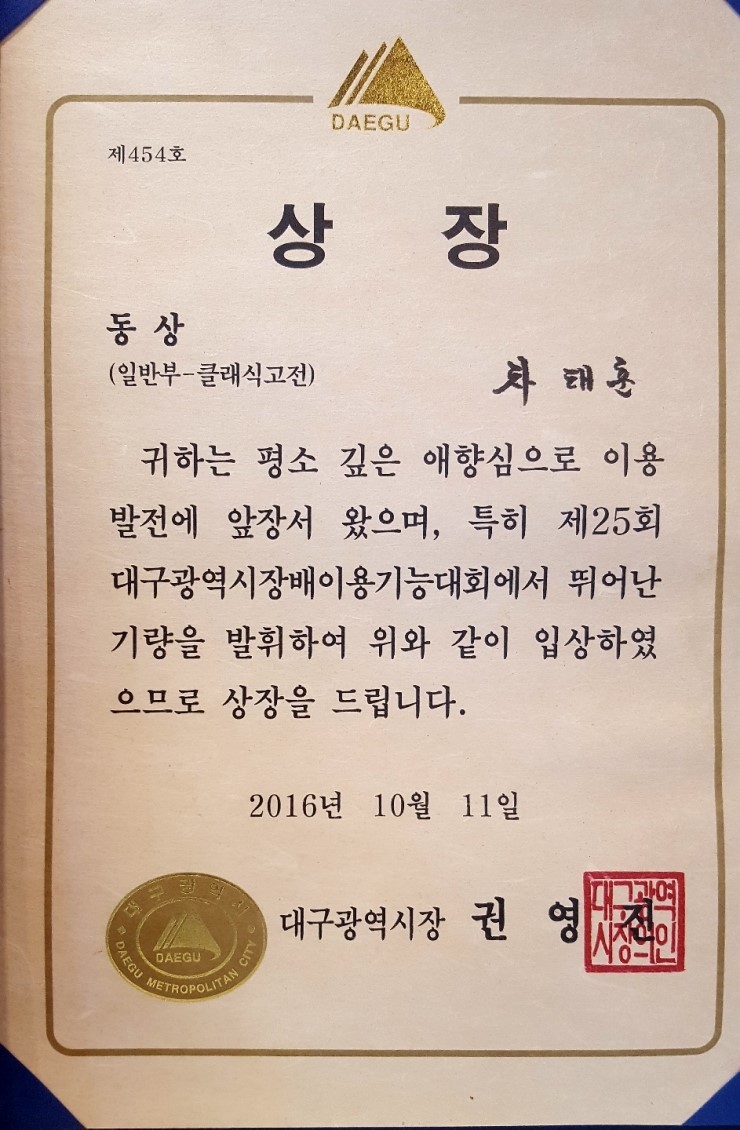 DAEGU
제454호
상 장
동 상
(일반부-클래식고전)
차 태 훈
귀하는 평소 깊은 애향심으로 이용
발전에 앞장서 왔으며, 특히 제25회
대구광역시장배이용기능대회에서 뛰어난
기량을 발휘하여 위와 같이 입상하였
으므로 상장을 드립니다.
2016년 10월 11일
대구광역시
DAEGU
DAEGU METROPOLITAN CITY
대구광역시장 권 영 진
대구광역
시장의인